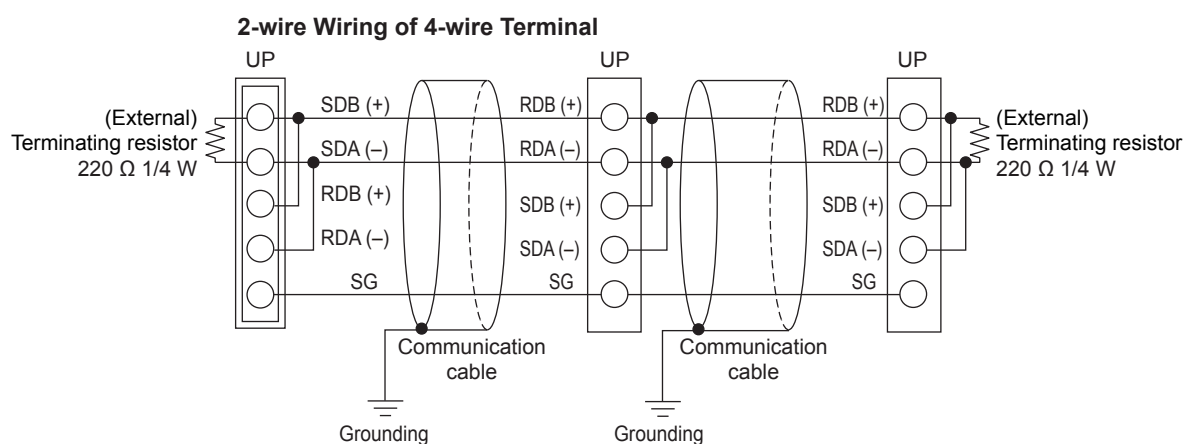 2-wire Wiring of 4-wire Terminal
UP
UP
UP
(External)
Terminating resistor
220 Ω 1/4 W
SDB (+)
SDA (–)
RDB (+)
RDA (–)
SG
RDB (+)
RDA (–)
SDB (+)
SDA (–)
SG
RDB (+)
RDA (–)
SDB (+)
SDA (–)
SG
(External)
Terminating resistor
220 Ω 1/4 W
Communication
cable
Communication
cable
Grounding
Grounding